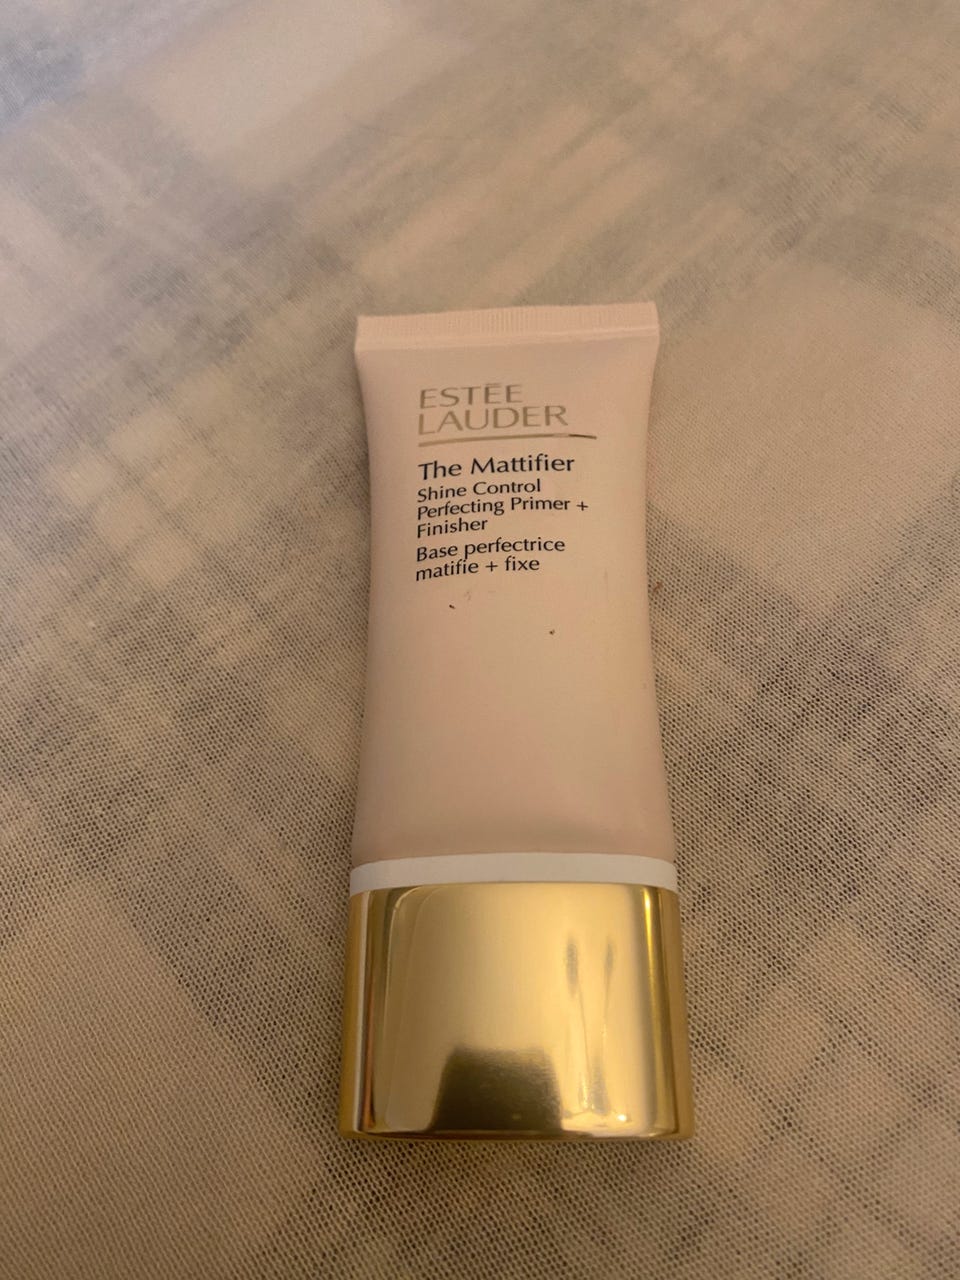 ESTĒE
LAUDER
The Mattifier
Shine Control
Perfecting Primer +
Finisher
Base perfectrice
matifie + fixe